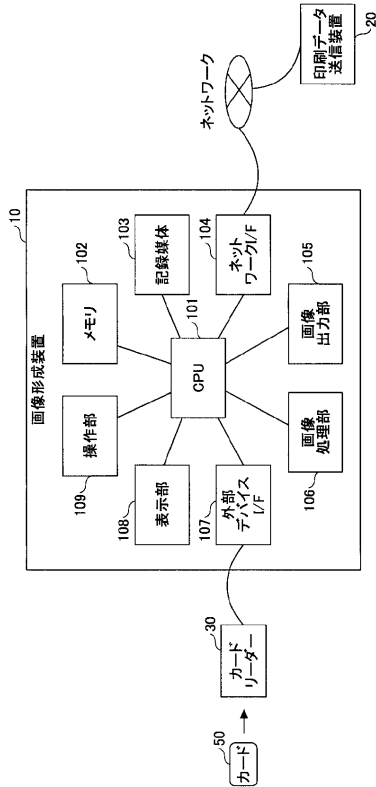 画像形成装置
10
109
操作部
102
メモリ
108
表示部
103
記録媒体
101
CPU
107
外部
デバイス
I/F
104
ネット
ワークI/F
106
画像
処理部
105
画像
出力部
ネットワーク
印刷データ
送信装置
20
30
カード
リーダー
50
カード